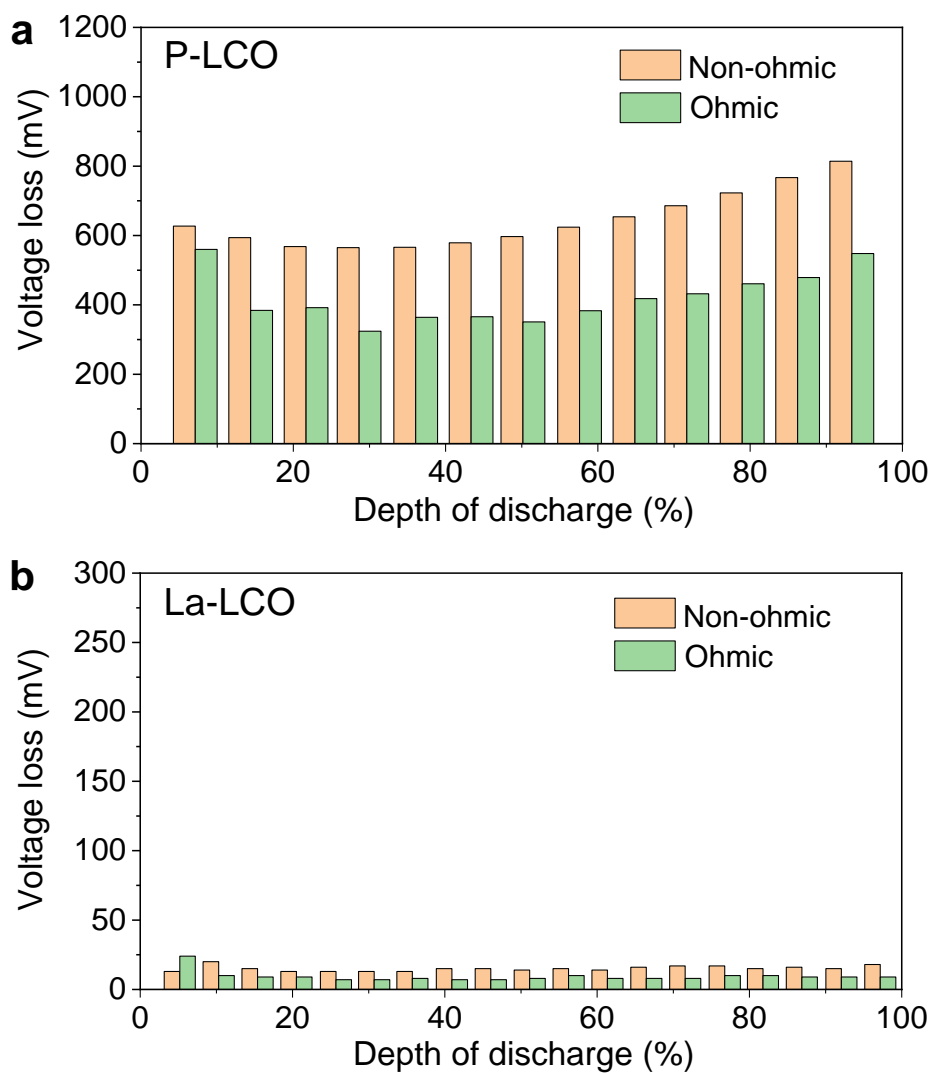 a
P-LCO
Non-ohmic
Ohmic
Voltage loss (mV)
1200
1000
800
600
400
200
0
0 20 40 60 80 100
Depth of discharge (%)
b
La-LCO
Non-ohmic
Ohmic
Voltage loss (mV)
300
250
200
150
100
50
0
0 20 40 60 80 100
Depth of discharge (%)